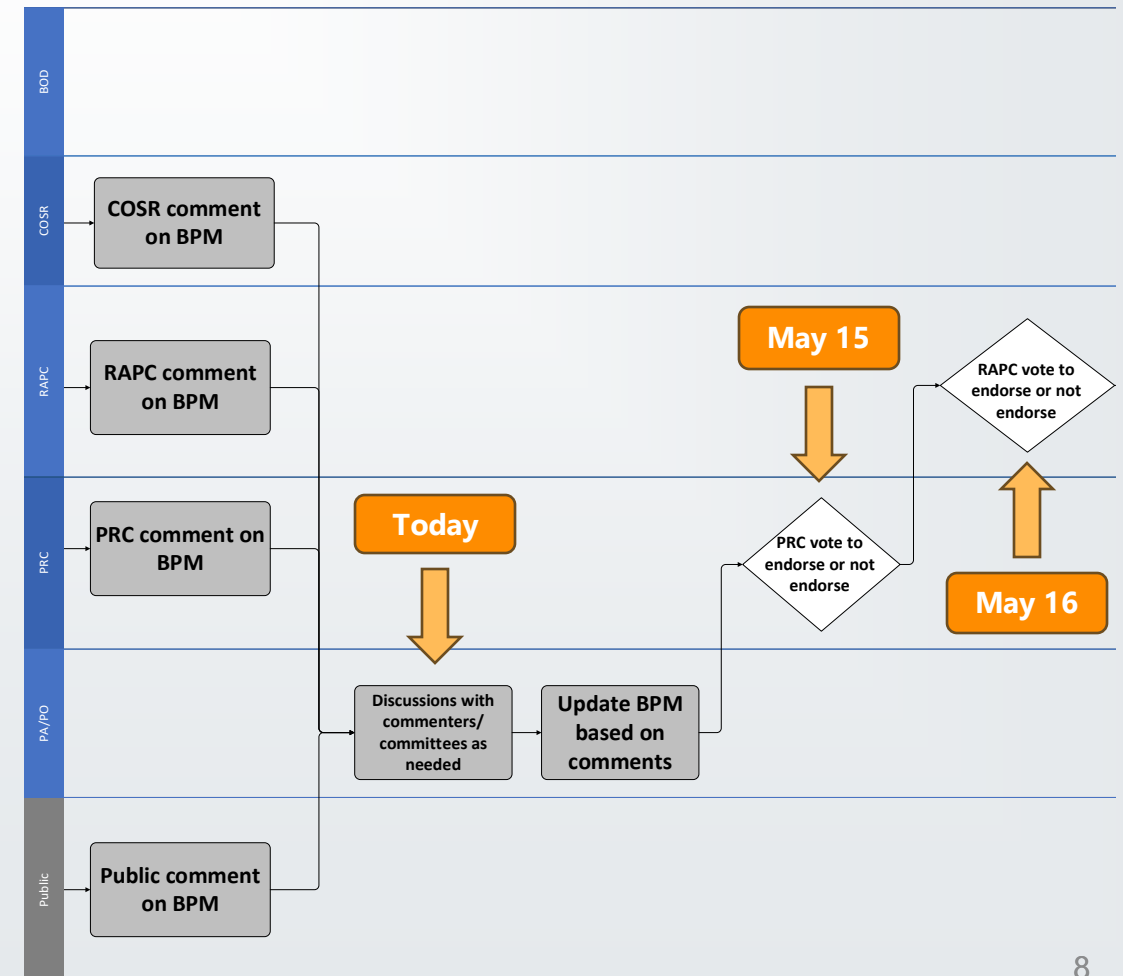 BOD
COSR
COSR comment
on BPM
RAPC
RAPC comment
on BPM
May 15
RAPC vote to
endorse or not
endorse
PRC
PRC comment on
BPM
Today
PRC vote to
endorse or not
endorse
May 16
PA/PO
Discussions with
commenters/
committees as
needed
Update BPM
based on
comments
Public
Public comment
on BPM
8